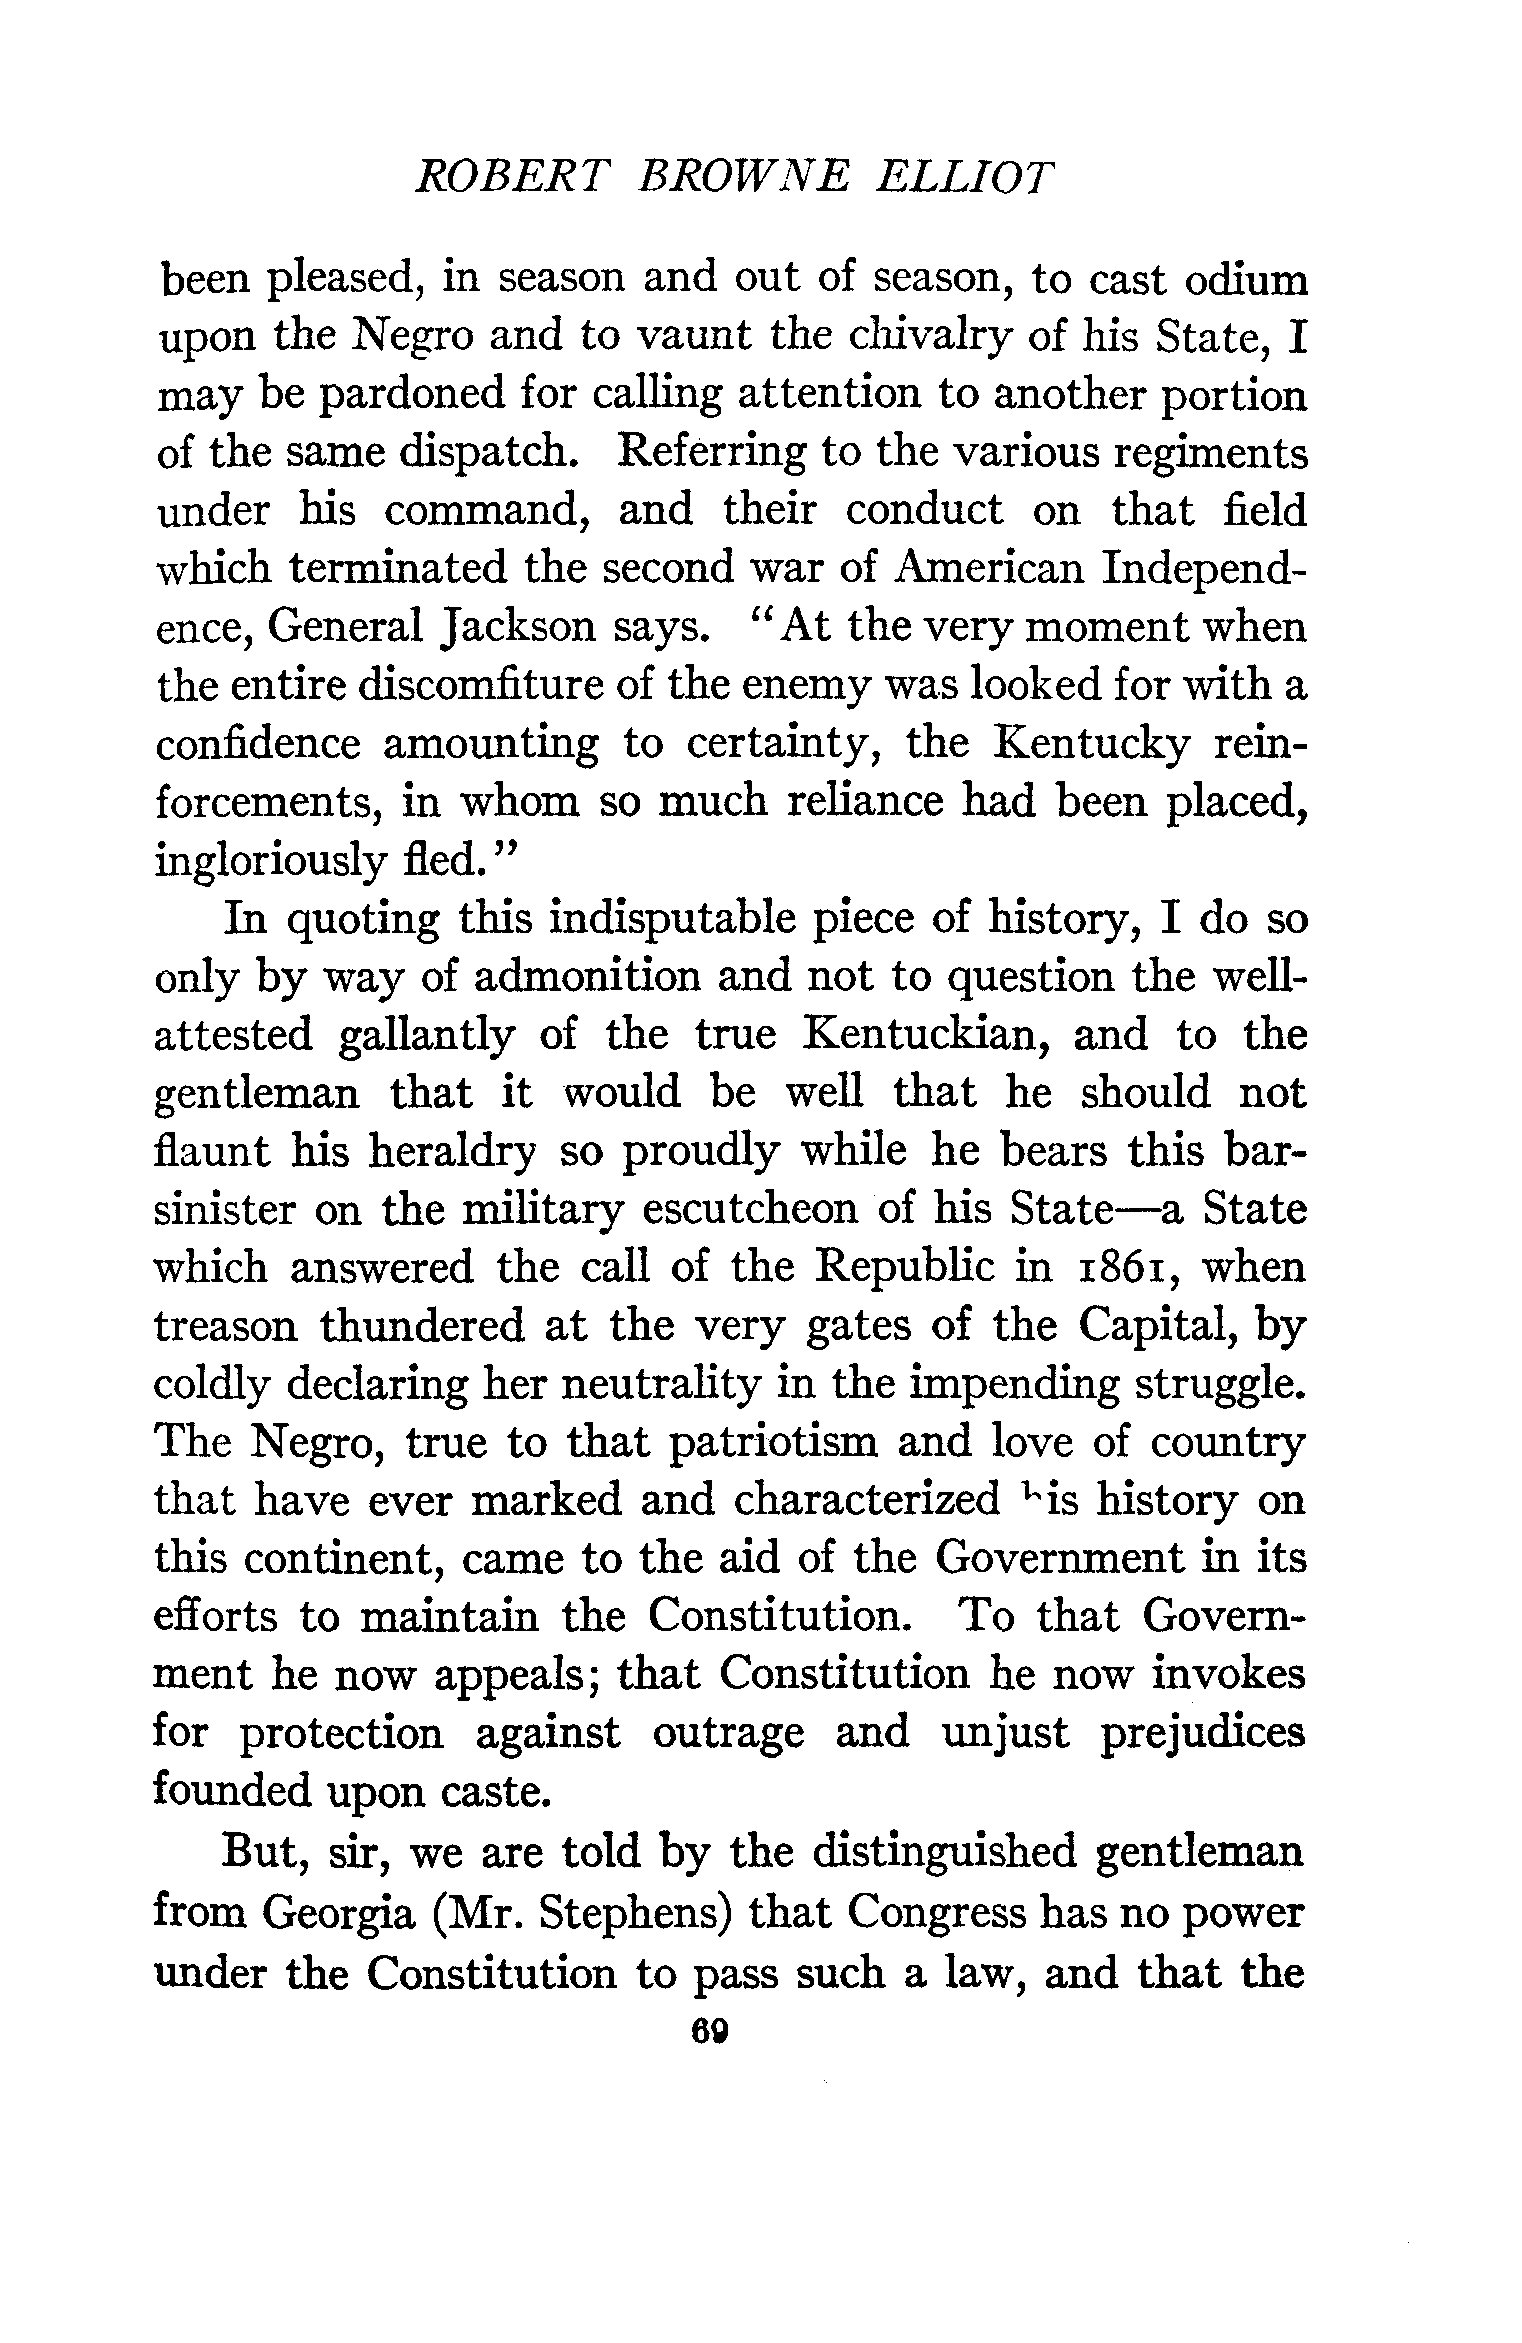 ROBERT BROWNE ELLIOT
been pleased, in season and out of season, to cast odium
upon the Negro and to vaunt the chivalry of his State, I
may be pardoned for calling attention to another portion
of the same dispatch. Referring to the various regiments
under his command, and their conduct on that field
which terminated the second war of American Independ-
ence, General Jackson says. "At the very moment when
the entire discomfiture of the enemy was looked for with a
confidence amounting to certainty, the Kentucky rein-
forcements, in whom so much reliance had been placed,
ingloriously fled."
In quoting this indisputable piece of history, I do so
only by way of admonition and not to question the well-
attested gallantly of the true Kentuckian, and to the
gentleman that it would be well that he should not
flaunt his heraldry so proudly while he bears this bar-
sinister on the military escutcheon of his State—a State
which answered the call of the Republic in 1861, when
treason thundered at the very gates of the Capital, by
coldly declaring her neutrality in the impending struggle.
The Negro, true to that patriotism and love of country
that have ever marked and characterized his history on
this continent, came to the aid of the Government in its
efforts to maintain the Constitution. To that Govern-
ment he now appeals; that Constitution he now invokes
for protection against outrage and unjust prejudices
founded upon caste.
But, sir, we are told by the distinguished gentleman
from Georgia (Mr. Stephens) that Congress has no power
under the Constitution to pass such a law, and that the
69